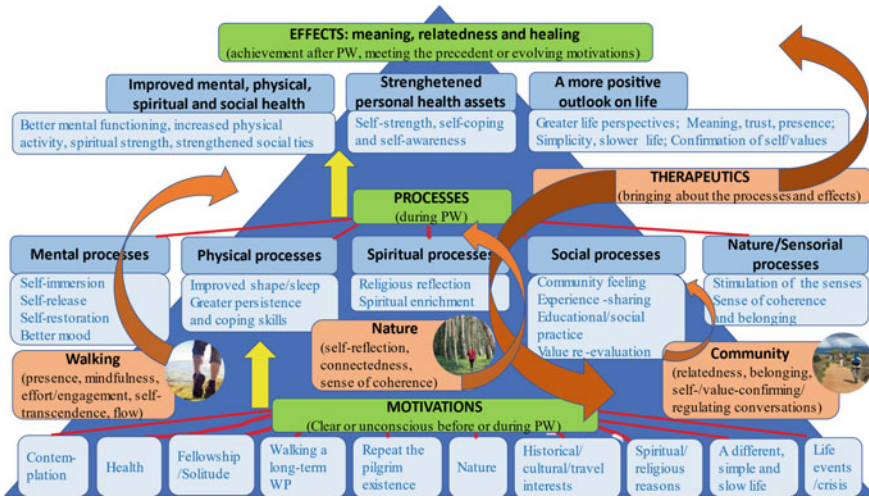 EFFECTS: meaning, relatedness and healing
(achievement after PW, meeting the precedent or evolving motivations)
Improved mental, physical,
spiritual and social health
Better mental functioning, increased physical
activity, spiritual strength, strengthened social ties
Strenghetened
personal health assets
Self-strength, self-coping
and self-awareness
A more positive
outlook on life
Greater life perspectives; Meaning, trust, presence;
Simplicity, slower life; Confirmation of self/values
THERAPEUTICS
(bringing about the processes and effects)
PROCESSES
(during PW)
Mental processes
Self-immersion
Self-release
Self-restoration
Better mood
Physical processes
Improved shape/sleep
Greater persistence
and coping skills
Spiritual processes
Religious reflection
Spiritual enrichment
Social processes
Community feeling
Experience -sharing
Educational/social
practice
Value re-evaluation
Nature/Sensorial
processes
Stimulation of the senses
Sense of coherence
and belonging
Walking
(presence, mindfulness,
effort/engagement, self-
transcendence, flow)
Nature
(self-reflection,
connectedness,
sense of coherence)
Community
(relatedness, belonging,
self-/value-confirming/
regulating conversations)
MOTIVATIONS
(Clear or unconscious before or during PW)
Contem-
plation
Health
Fellowship
/Solitude
Walking a
long-term
WP
Repeat the
pilgrim
existence
Nature
Historical/
cultural/travel
interests
Spiritual/
religious
reasons
A different,
simple and
slow life
Life
events
/crisis